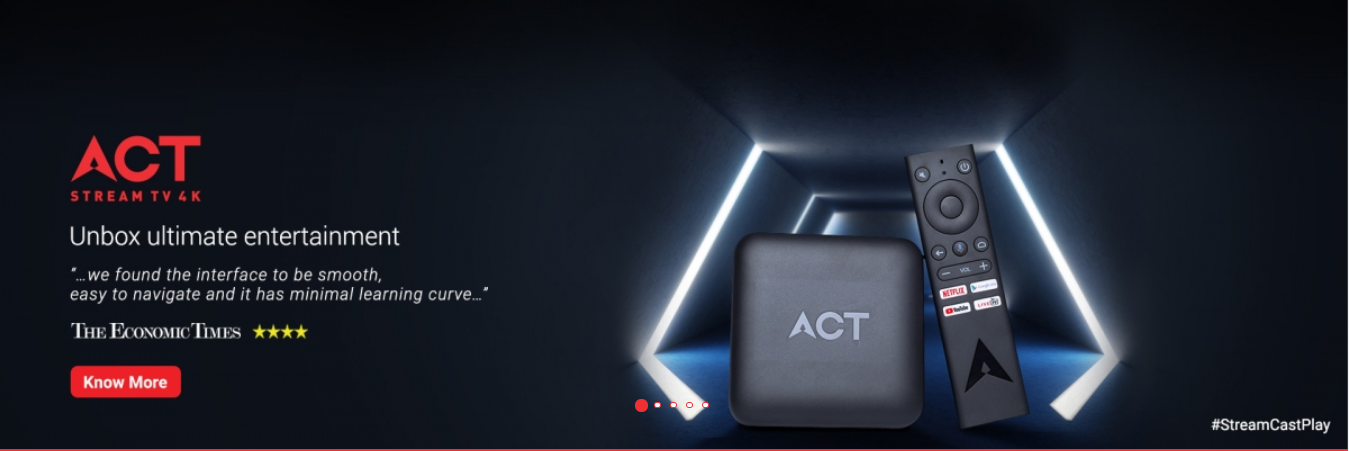 ACT
STREAM TV 4K
Unbox ultimate entertainment
"...we found the interface to be smooth,
easy to navigate and it has minimal learning curve..."
THE ECONOMIC TIMES
Know More
ACT
VOL
NETFLIX
YouTube
#StreamCastPlay